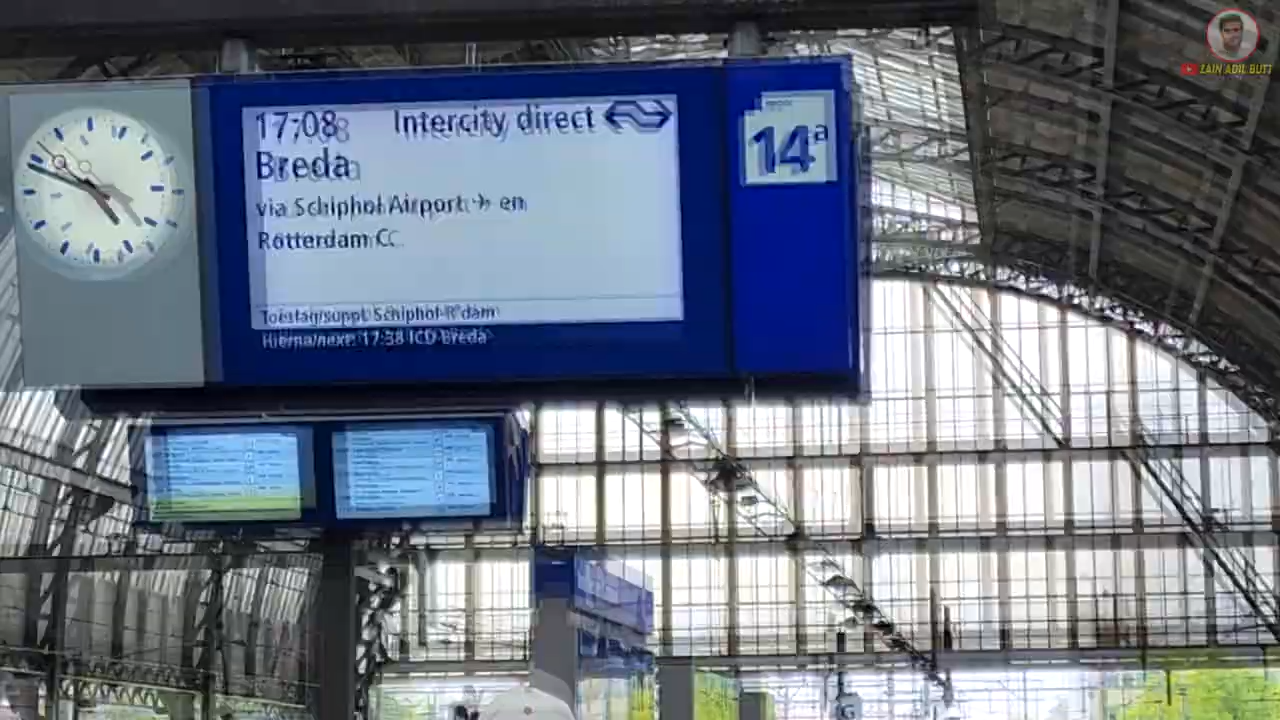 17:08 Intercity direct
14a
Breda
via Schiphol Airport ✈ en
Rotterdam C.
Toeslag/suppl. Schiphol-R'dam
Hierna/next: 17:38 ICD Breda
ZAIN ADIL BUTT
G